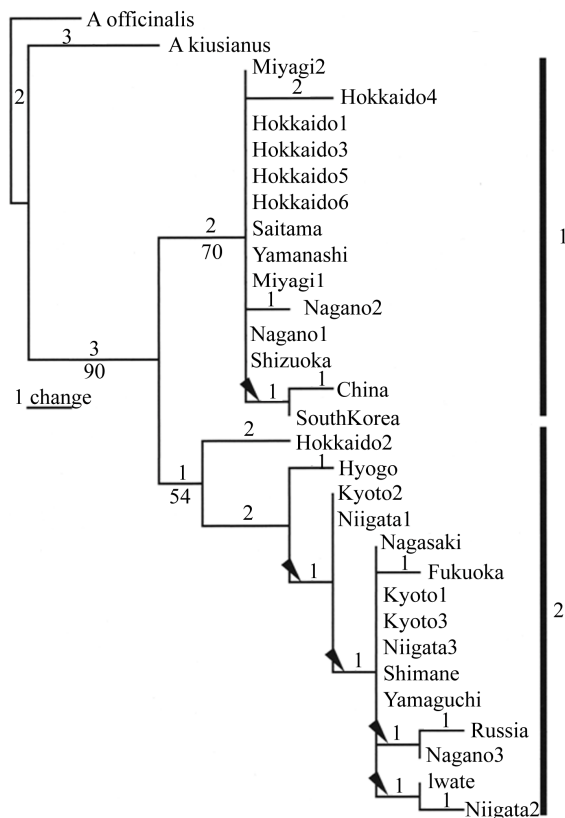 A officinalis
3
A kiusianus
2
Miyagi2
2
Hokkaido4
Hokkaido1
Hokkaido3
Hokkaido5
Hokkaido6
2
Saitama
70
Yamanashi
1
Miyagi1
1
Nagano2
Nagano1
3
Shizuoka
90
1
China
1 change
1
SouthKorea
2
Hokkaido2
1
Hyogo
1
54
Kyoto2
2
Niigata1
Nagasaki
1
1
Fukuoka
Kyoto1
Kyoto3
2
Niigata3
1
Shimane
Yamaguchi
1
1
Russia
Nagano3
1
lwate
1
Niigata2